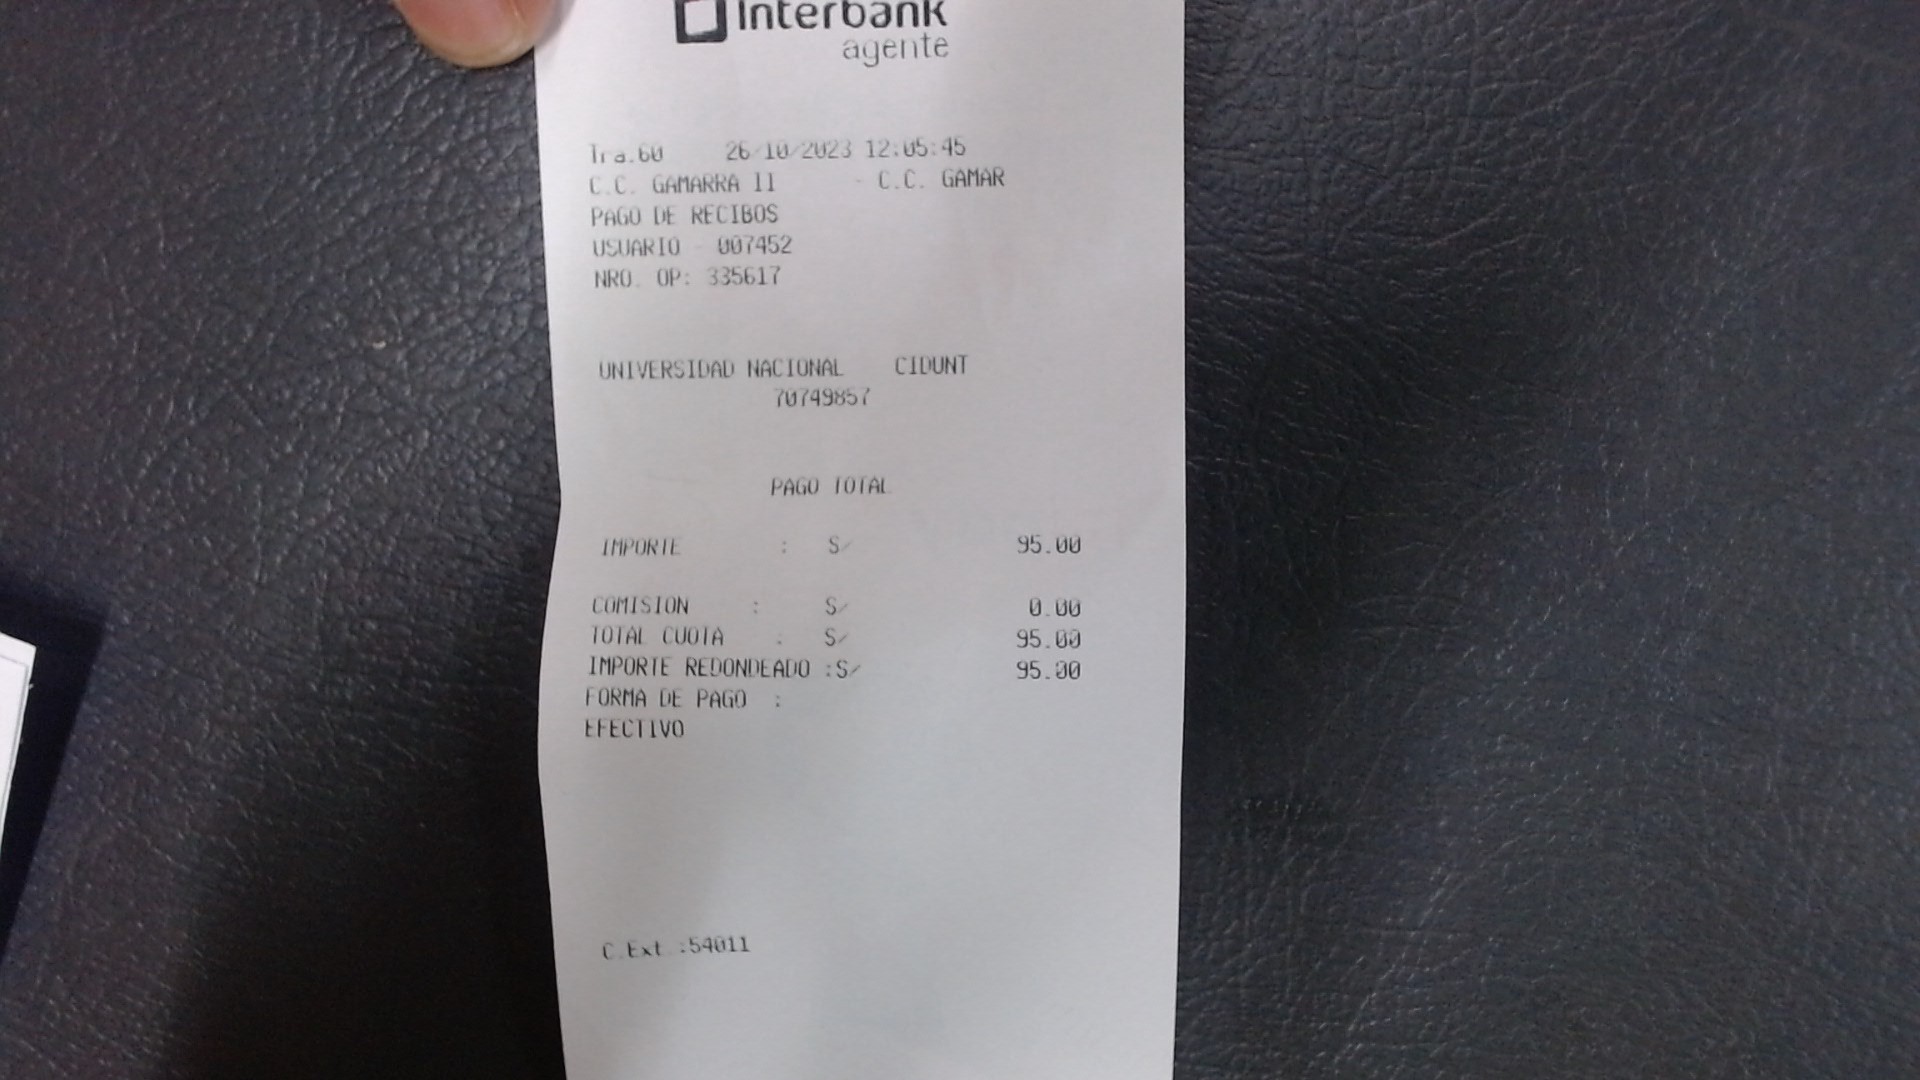 Interbank
agente
Tra.60 26/10/2023 12:05:45
C.C. GAMARRA II - C.C. GAMAR
PAGO DE RECIBOS
USUARIO - 007452
NRO. OP: 335617
UNIVERSIDAD NACIONAL CIDUNT
70749857
PAGO TOTAL
IMPORTE : S/ 95.00
COMISION : S/ 0.00
TOTAL CUOTA : S/ 95.00
IMPORTE REDONDEADO :S/ 95.00
FORMA DE PAGO :
EFECTIVO
C.Ext :54011